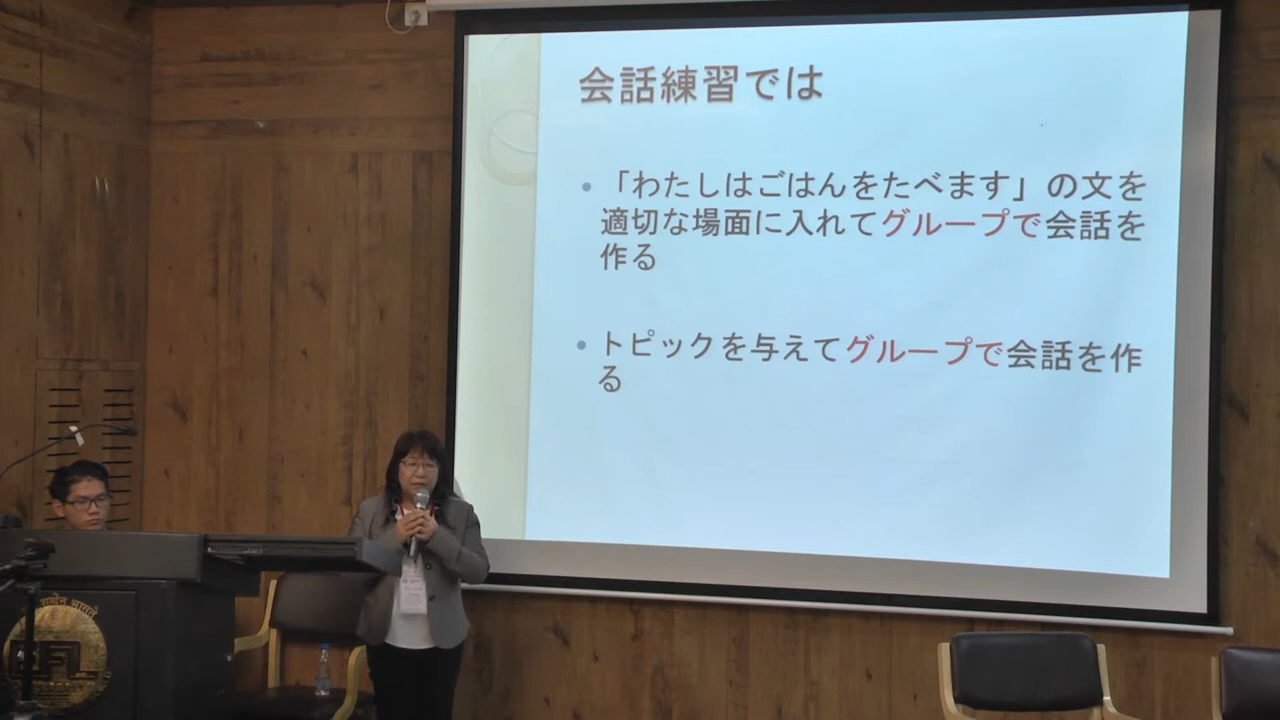 会話練習では
• 「わたしはごはんをたべます」の文を
適切な場面に入れてグループで会話を
作る
• トピックを与えてグループで会話を作
る